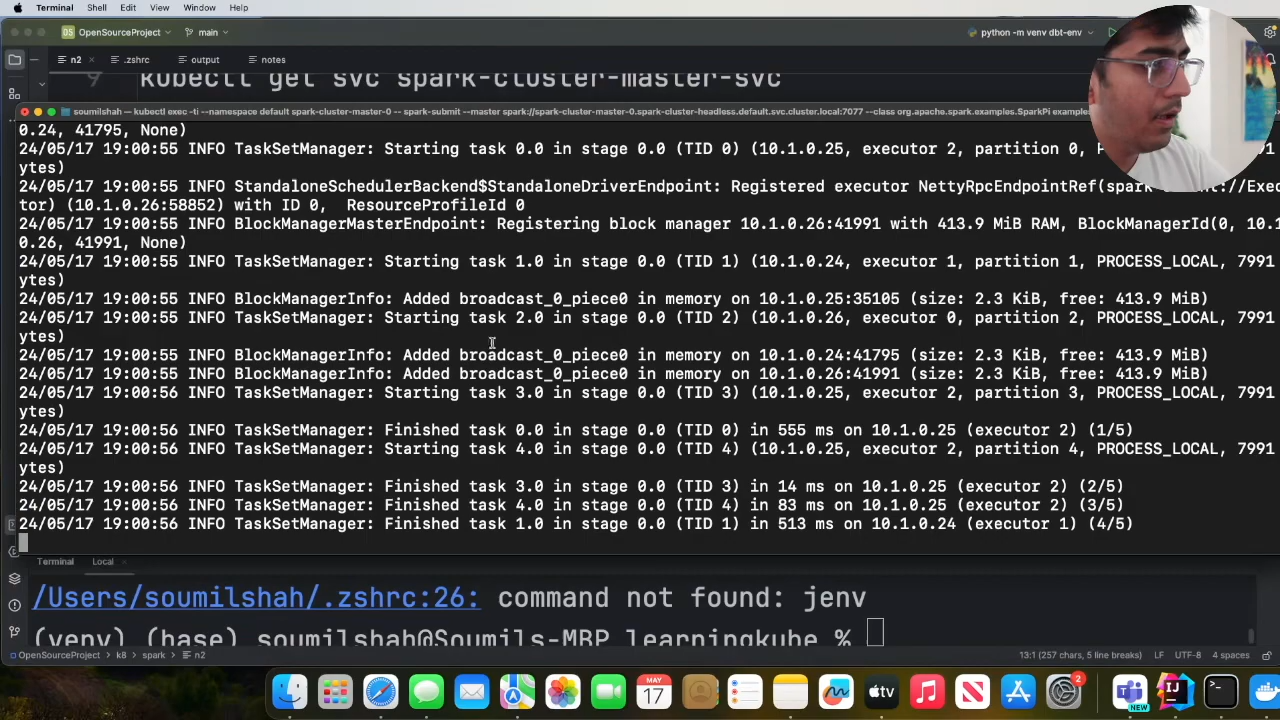 Terminal Shell Edit View Window Help
OS OpenSourceProject main python -m venv dbt-env
n2 .zshrc output notes
9 kubectl get svc spark-cluster-master-svc
soumilshah — kubectl exec -ti --namespace default spark-cluster-master-0 -- spark-submit --master spark://spark-cluster-master-0.spark-cluster-headless.default.svc.cluster.local:7077 --class org.apache.spark.examples.SparkPi examples
0.24, 41795, None)
24/05/17 19:00:55 INFO TaskSetManager: Starting task 0.0 in stage 0.0 (TID 0) (10.1.0.25, executor 2, partition 0,
ytes)
24/05/17 19:00:55 INFO StandaloneSchedulerBackend$StandaloneDriverEndpoint: Registered executor NettyRpcEndpointRef(spark-client://Exec
tor) (10.1.0.26:58852) with ID 0, ResourceProfileId 0
24/05/17 19:00:55 INFO BlockManagerMasterEndpoint: Registering block manager 10.1.0.26:41991 with 413.9 MiB RAM, BlockManagerId(0, 10.1
0.26, 41991, None)
24/05/17 19:00:55 INFO TaskSetManager: Starting task 1.0 in stage 0.0 (TID 1) (10.1.0.24, executor 1, partition 1, PROCESS_LOCAL, 7991
ytes)
24/05/17 19:00:55 INFO BlockManagerInfo: Added broadcast_0_piece0 in memory on 10.1.0.25:35105 (size: 2.3 KiB, free: 413.9 MiB)
24/05/17 19:00:55 INFO TaskSetManager: Starting task 2.0 in stage 0.0 (TID 2) (10.1.0.26, executor 0, partition 2, PROCESS_LOCAL, 7991
ytes)
24/05/17 19:00:55 INFO BlockManagerInfo: Added broadcast_0_piece0 in memory on 10.1.0.24:41795 (size: 2.3 KiB, free: 413.9 MiB)
24/05/17 19:00:55 INFO BlockManagerInfo: Added broadcast_0_piece0 in memory on 10.1.0.26:41991 (size: 2.3 KiB, free: 413.9 MiB)
24/05/17 19:00:56 INFO TaskSetManager: Starting task 3.0 in stage 0.0 (TID 3) (10.1.0.25, executor 2, partition 3, PROCESS_LOCAL, 7991
ytes)
24/05/17 19:00:56 INFO TaskSetManager: Finished task 0.0 in stage 0.0 (TID 0) in 555 ms on 10.1.0.25 (executor 2) (1/5)
24/05/17 19:00:56 INFO TaskSetManager: Starting task 4.0 in stage 0.0 (TID 4) (10.1.0.25, executor 2, partition 4, PROCESS_LOCAL, 7991
ytes)
24/05/17 19:00:56 INFO TaskSetManager: Finished task 3.0 in stage 0.0 (TID 3) in 14 ms on 10.1.0.25 (executor 2) (2/5)
24/05/17 19:00:56 INFO TaskSetManager: Finished task 4.0 in stage 0.0 (TID 4) in 83 ms on 10.1.0.25 (executor 2) (3/5)
24/05/17 19:00:56 INFO TaskSetManager: Finished task 1.0 in stage 0.0 (TID 1) in 513 ms on 10.1.0.24 (executor 1) (4/5)
Terminal Local
/Users/soumilshah/.zshrc:26: command not found: jenv
(venv) (base) soumilshah@Soumils-MBP learningkube %
OpenSourceProject k8 spark n2 13:1 (257 chars, 5 line breaks) LF UTF-8 4 spaces
MAY
17
tv
2
NEW